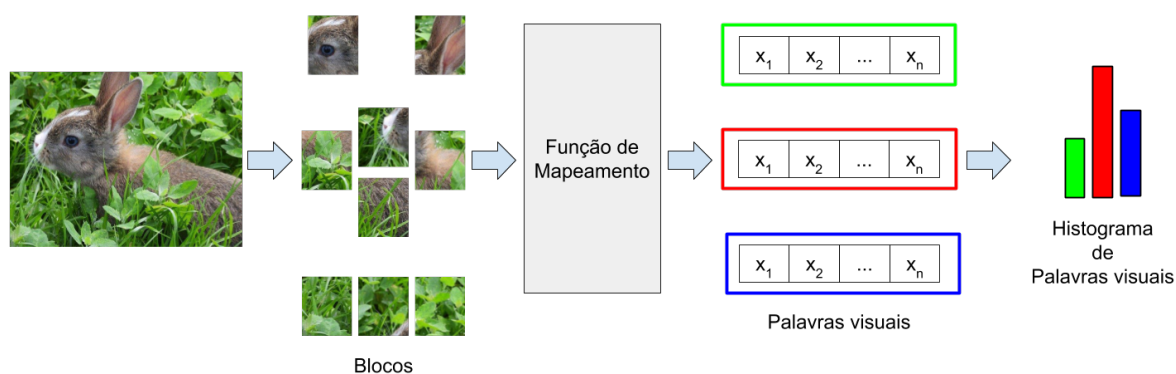 Função de
Mapeamento
x1 x2 ... xn
x1 x2 ... xn
x1 x2 ... xn
Histograma
de
Palavras visuais
Palavras visuais
Blocos